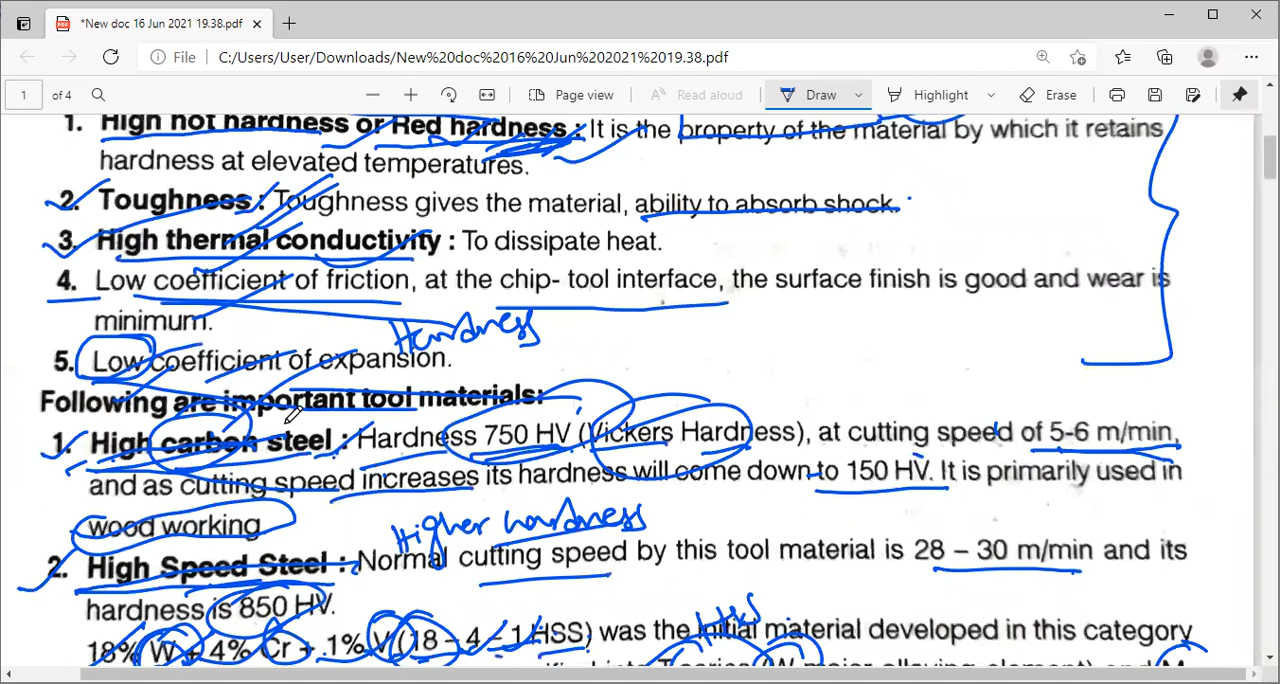 *New doc 16 Jun 2021 19.38.pdf
File C:/Users/User/Downloads/New%20doc%2016%20Jun%202021%2019.38.pdf
1 of 4 Page view Read aloud Draw Highlight Erase
1. High hot hardness or Red hardness : It is the property of the material by which it retains
hardness at elevated temperatures.
2. Toughness : Toughness gives the material, ability to absorb shock.
3. High thermal conductivity : To dissipate heat.
4. Low coefficient of friction, at the chip- tool interface, the surface finish is good and wear is
minimum.
Hardness
5. Low coefficient of expansion.
Following are important tool materials:
1. High carbon steel : Hardness 750 HV (Vickers Hardness), at cutting speed of 5-6 m/min,
and as cutting speed increases its hardness will come down to 150 HV. It is primarily used in
wood working
Higher hardness
2. High Speed Steel : Normal cutting speed by this tool material is 28 – 30 m/min and its
hardness is 850 HV.
18% W + 4% Cr + 1% V (18 – 4 – 1 HSS) was the initial material developed in this category